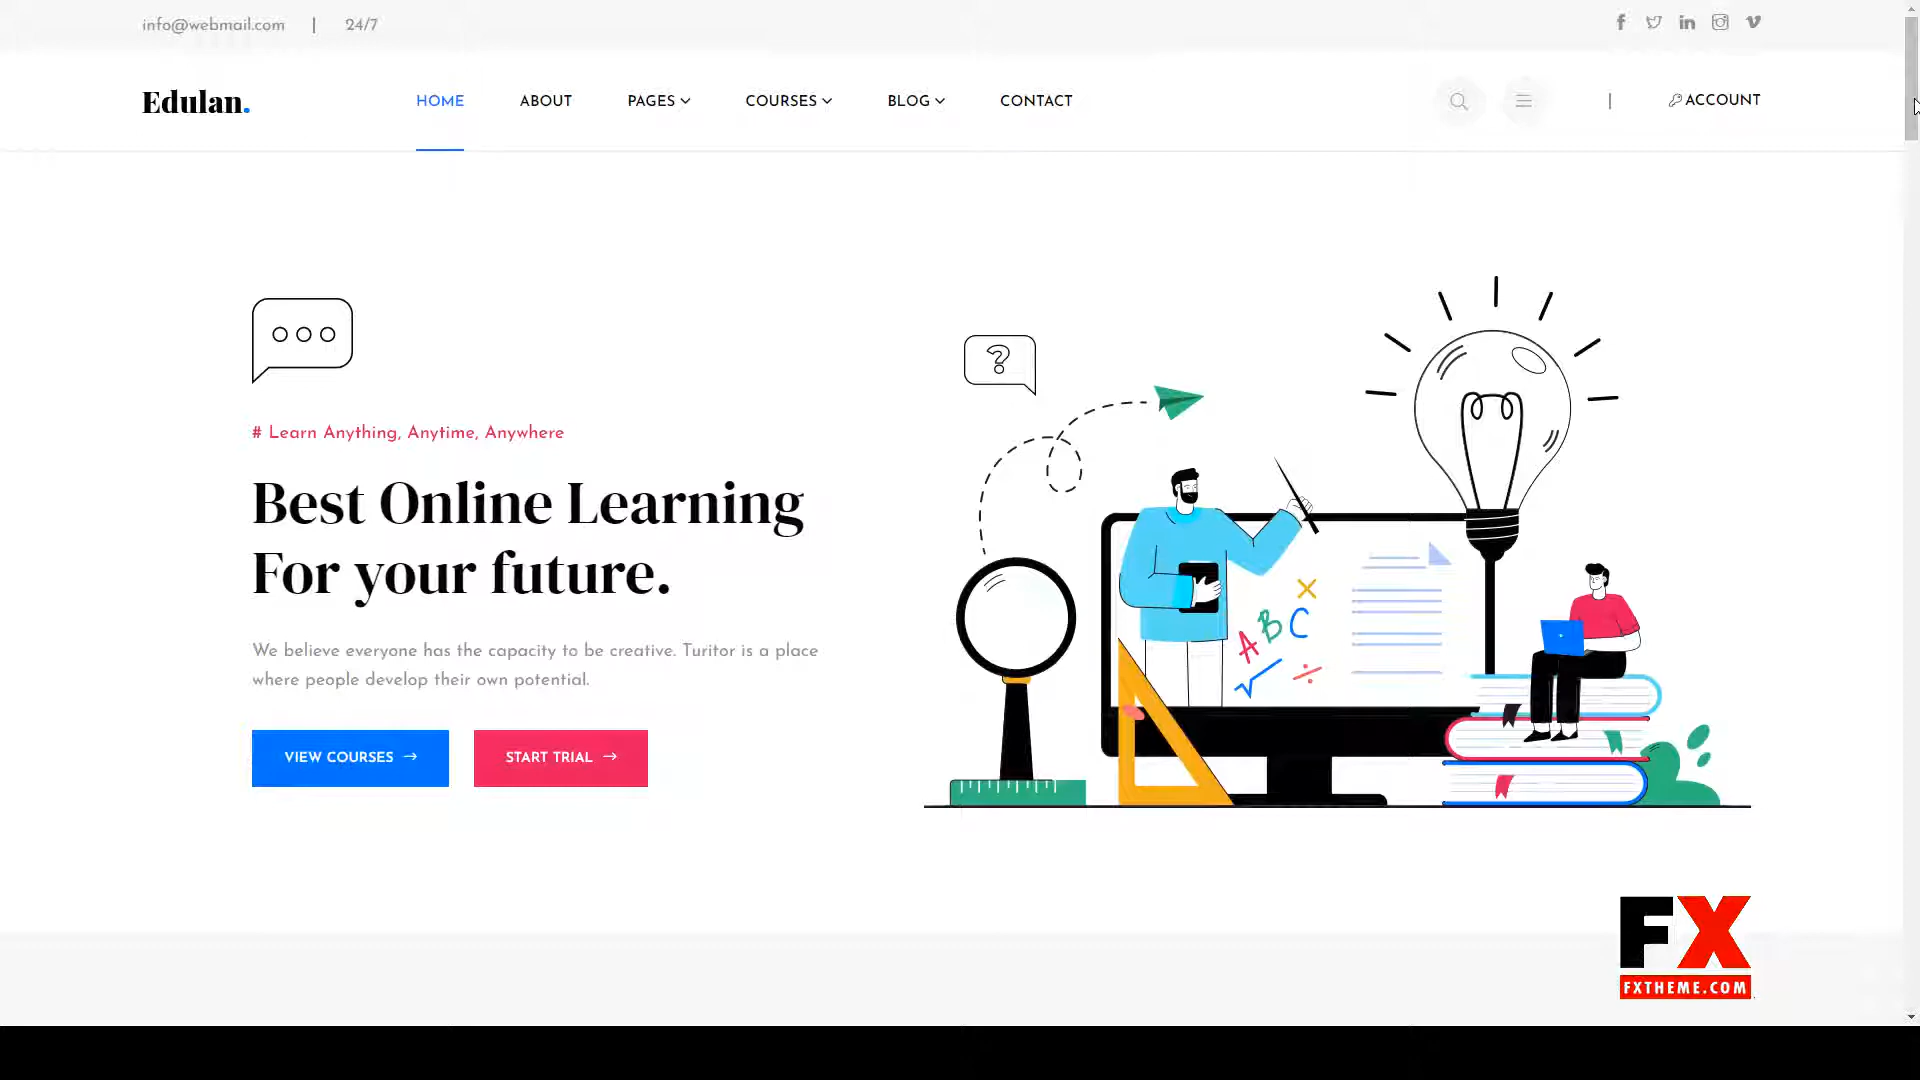 info@webmail.com | 24/7
Edulan.
HOME ABOUT PAGES COURSES BLOG CONTACT | ACCOUNT
?
# Learn Anything, Anytime, Anywhere
Best Online Learning
For your future.
We believe everyone has the capacity to be creative. Turitor is a place
where people develop their own potential.
VIEW COURSES →
START TRIAL →
A B C
FX
FXTHEME.COM